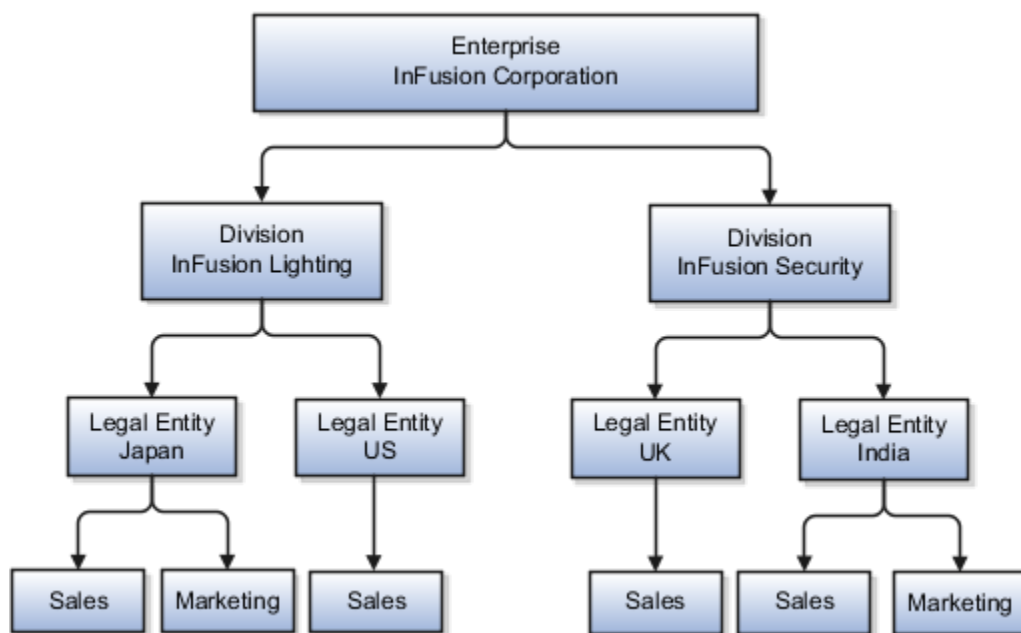 Enterprise
InFusion Corporation
Division
InFusion Lighting
Division
InFusion Security
Legal Entity
Japan
Legal Entity
US
Legal Entity
UK
Legal Entity
India
Sales
Marketing
Sales
Sales
Sales
Marketing